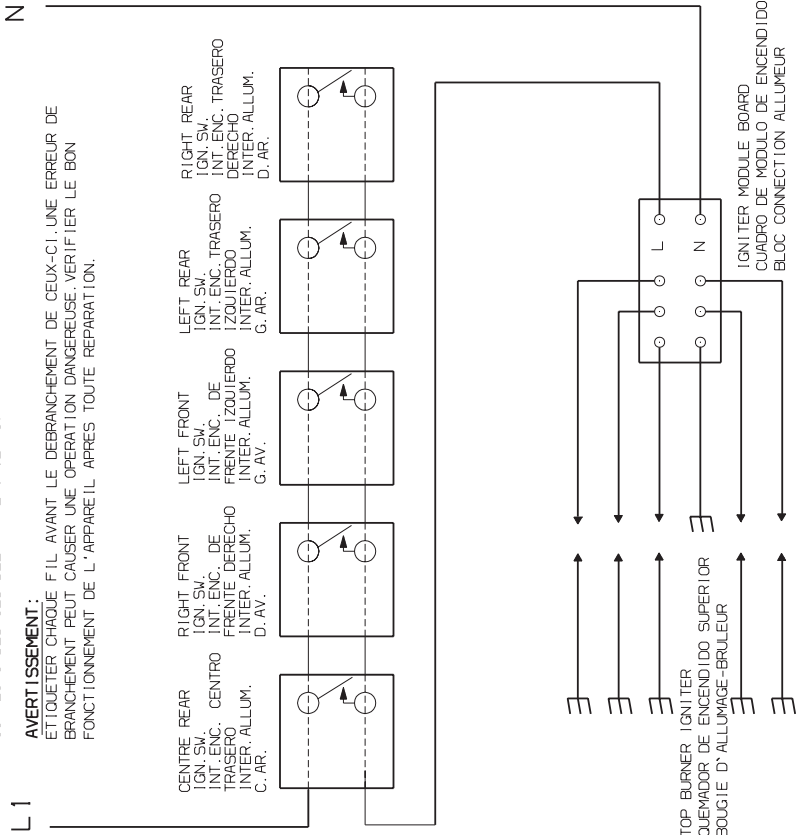 N
L1
AVERTISSEMENT:
ETIQUETER CHAQUE FIL AVANT LE DEBRANCHEMENT DE CEUX-CI.UNE ERREUR DE
BRANCHEMENT PEUT CAUSER UNE OPERATION DANGEREUSE.VERIFIER LE BON
FONCTIONNEMENT DE L'APPAREIL APRES TOUTE REPARATION.
CENTRE REAR
IGN.SW.
INT.ENC. CENTRO
TRASERO
INTER.ALLUM.
C.AR.
RIGHT FRONT
IGN.SW.
INT.ENC. DE
FRENTE DERECHO
INTER.ALLUM.
D.AV.
LEFT FRONT
IGN.SW.
INT.ENC. DE
FRENTE IZQUIERDO
INTER.ALLUM.
G.AV.
LEFT REAR
IGN.SW.
INT.ENC.TRASERO
IZQUIERDO
INTER.ALLUM.
G.AR.
RIGHT REAR
IGN.SW.
INT.ENC.TRASERO
DERECHO
INTER.ALLUM.
D.AR.
L
N
IGNITER MODULE BOARD
CUADRO DE MODULO DE ENCENDIDO
BLOC CONNECTION ALLUMEUR
TOP BURNER IGNITER
QUEMADOR DE ENCENDIDO SUPERIOR
BOUGIE D'ALLUMAGE-BRULEUR